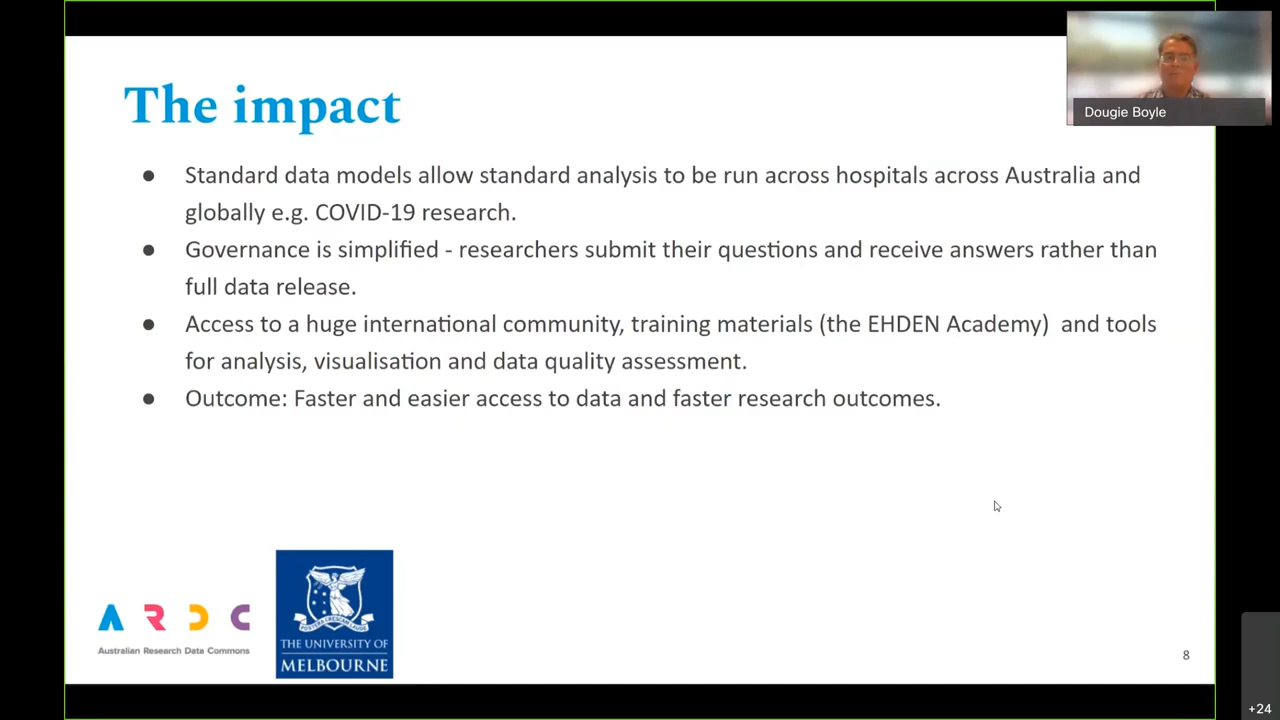 The impact
Dougie Boyle
● Standard data models allow standard analysis to be run across hospitals across Australia and
globally e.g. COVID-19 research.
● Governance is simplified - researchers submit their questions and receive answers rather than
full data release.
● Access to a huge international community, training materials (the EHDEN Academy)  and tools
for analysis, visualisation and data quality assessment.
● Outcome: Faster and easier access to data and faster research outcomes.
ARDC
Australian Research Data Commons
THE UNIVERSITY OF
MELBOURNE
8
+24